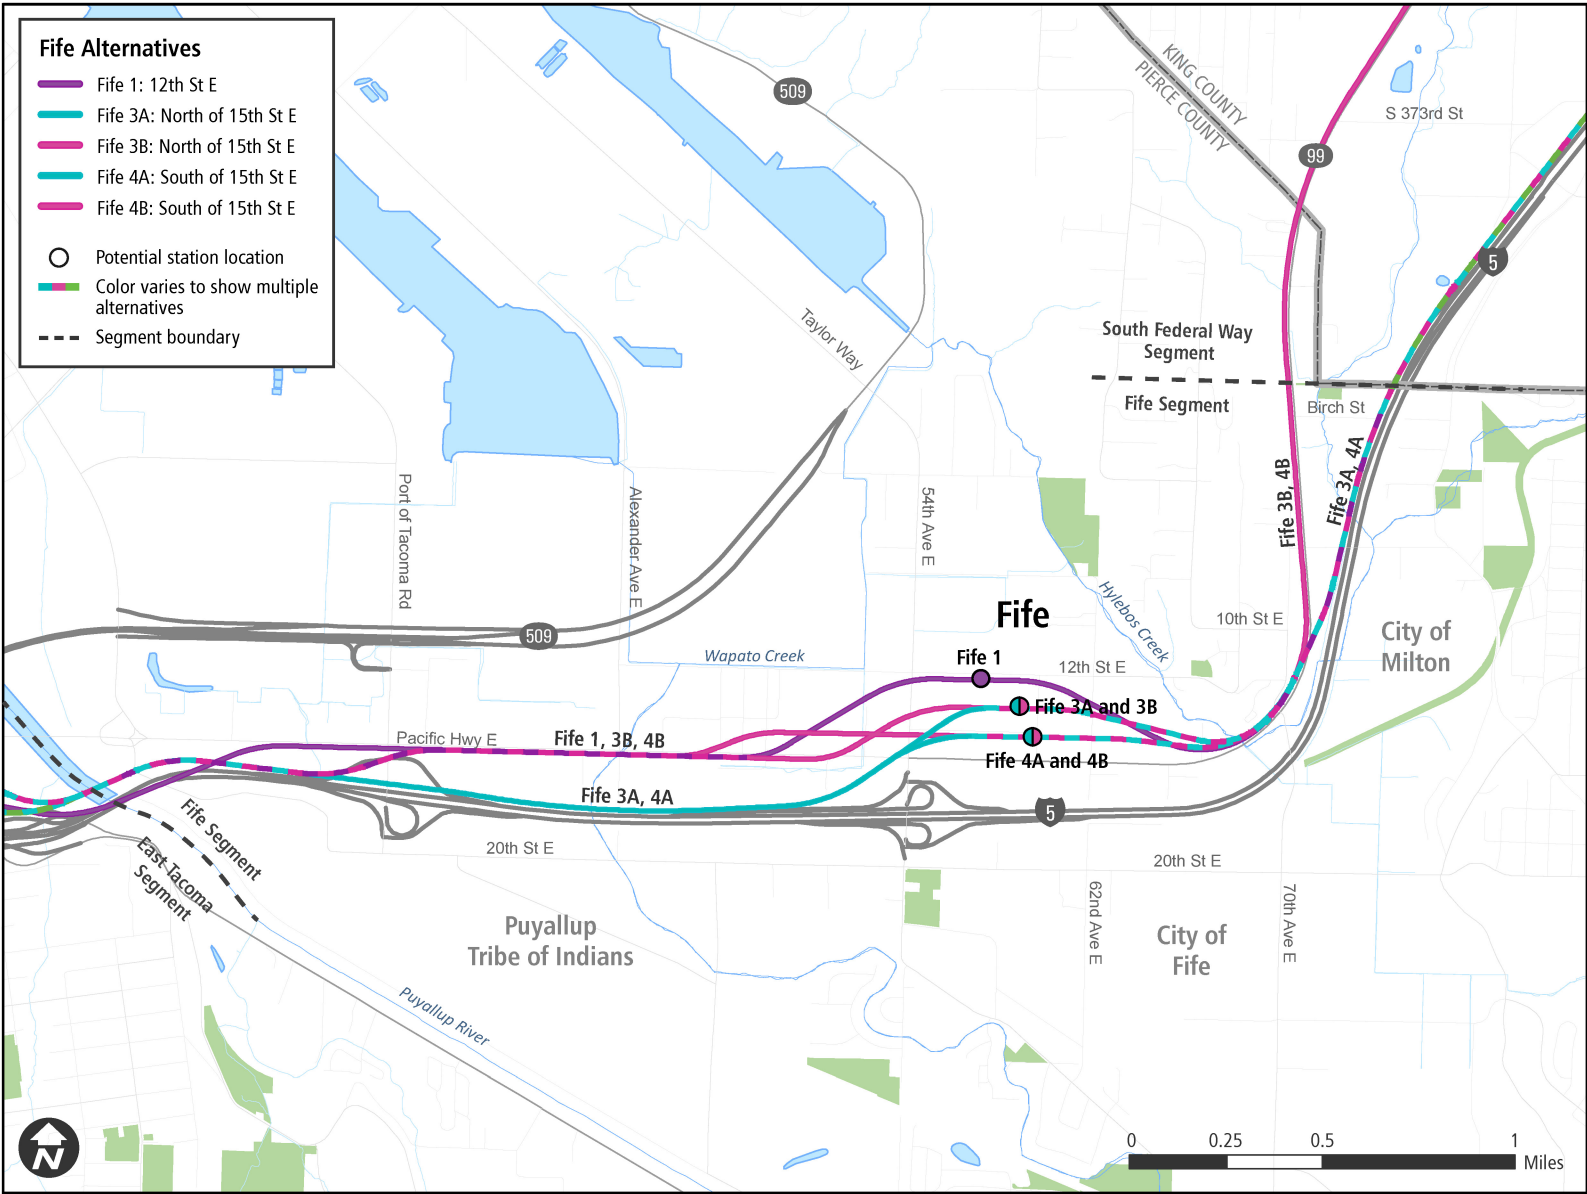 Fife Alternatives
Fife 1: 12th St E
Fife 3A: North of 15th St E
Fife 3B: North of 15th St E
Fife 4A: South of 15th St E
Fife 4B: South of 15th St E
Potential station location
Color varies to show multiple
alternatives
Segment boundary
509
KING COUNTY
PIERCE COUNTY
S 373rd St
99
5
Taylor Way
South Federal Way
Segment
Fife Segment
Birch St
Fife 3B, 4B
Fife 3A, 4A
Port of Tacoma Rd
Alexander Ave E
54th Ave E
Hylebos Creek
Fife
10th St E
City of
Milton
509
Wapato Creek
Fife 1
12th St E
Fife 3A and 3B
Pacific Hwy E
Fife 1, 3B, 4B
Fife 4A and 4B
Fife 3A, 4A
5
Fife Segment
East Tacoma
Segment
20th St E
20th St E
62nd Ave E
70th Ave E
Puyallup
Tribe of Indians
City of
Fife
Puyallup River
N
0 0.25 0.5 1
Miles